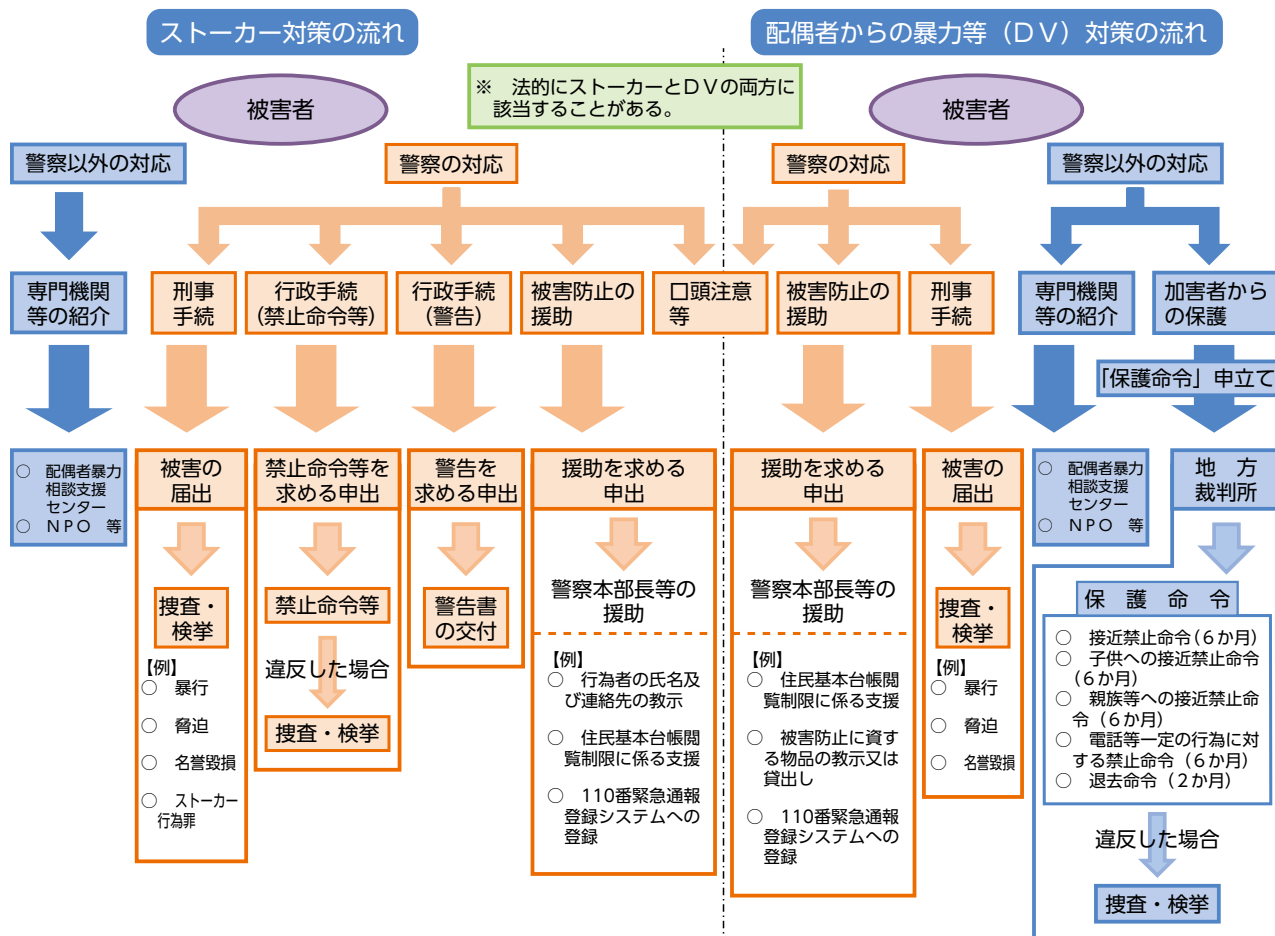 ストーカー対策の流れ
配偶者からの暴力等（ＤＶ）対策の流れ
※　法的にストーカーとＤＶの両方に
該当することがある。
被害者
被害者
警察以外の対応
警察の対応
警察の対応
警察以外の対応
専門機関
等の紹介
刑事
手続
行政手続
(禁止命令等)
行政手続
(警告)
被害防止の
援助
口頭注意
等
被害防止の
援助
刑事
手続
専門機関
等の紹介
加害者から
の保護
「保護命令」申立て
○　配偶者暴力
相談支援
センター
○　ＮＰＯ　等
被害の
届出
捜査・
検挙
【例】
○　暴行
○　脅迫
○　名誉毀損
○　ストーカー
行為罪
禁止命令等を
求める申出
禁止命令等
違反した場合
捜査・検挙
警告を
求める申出
警告書
の交付
援助を求める
申出
警察本部長等の
援助
【例】
○　行為者の氏名及
び連絡先の教示
○　住民基本台帳閲
覧制限に係る支援
○　110番緊急通報
登録システムへの
登録
援助を求める
申出
警察本部長等の
援助
【例】
○　住民基本台帳閲
覧制限に係る支援
○　被害防止に資す
る物品の教示又は
貸出し
○　110番緊急通報
登録システムへの
登録
被害の
届出
捜査・
検挙
【例】
○　暴行
○　脅迫
○　名誉毀損
○　配偶者暴力
相談支援
センター
○　ＮＰＯ　等
地　方
裁判所
保　護　命　令
○　接近禁止命令(６か月)
○　子供への接近禁止命令
(６か月)
○　親族等への接近禁止命
令（６か月）
○　電話等一定の行為に対
する禁止命令（６か月）
○　退去命令（２か月）
違反した場合
捜査・検挙